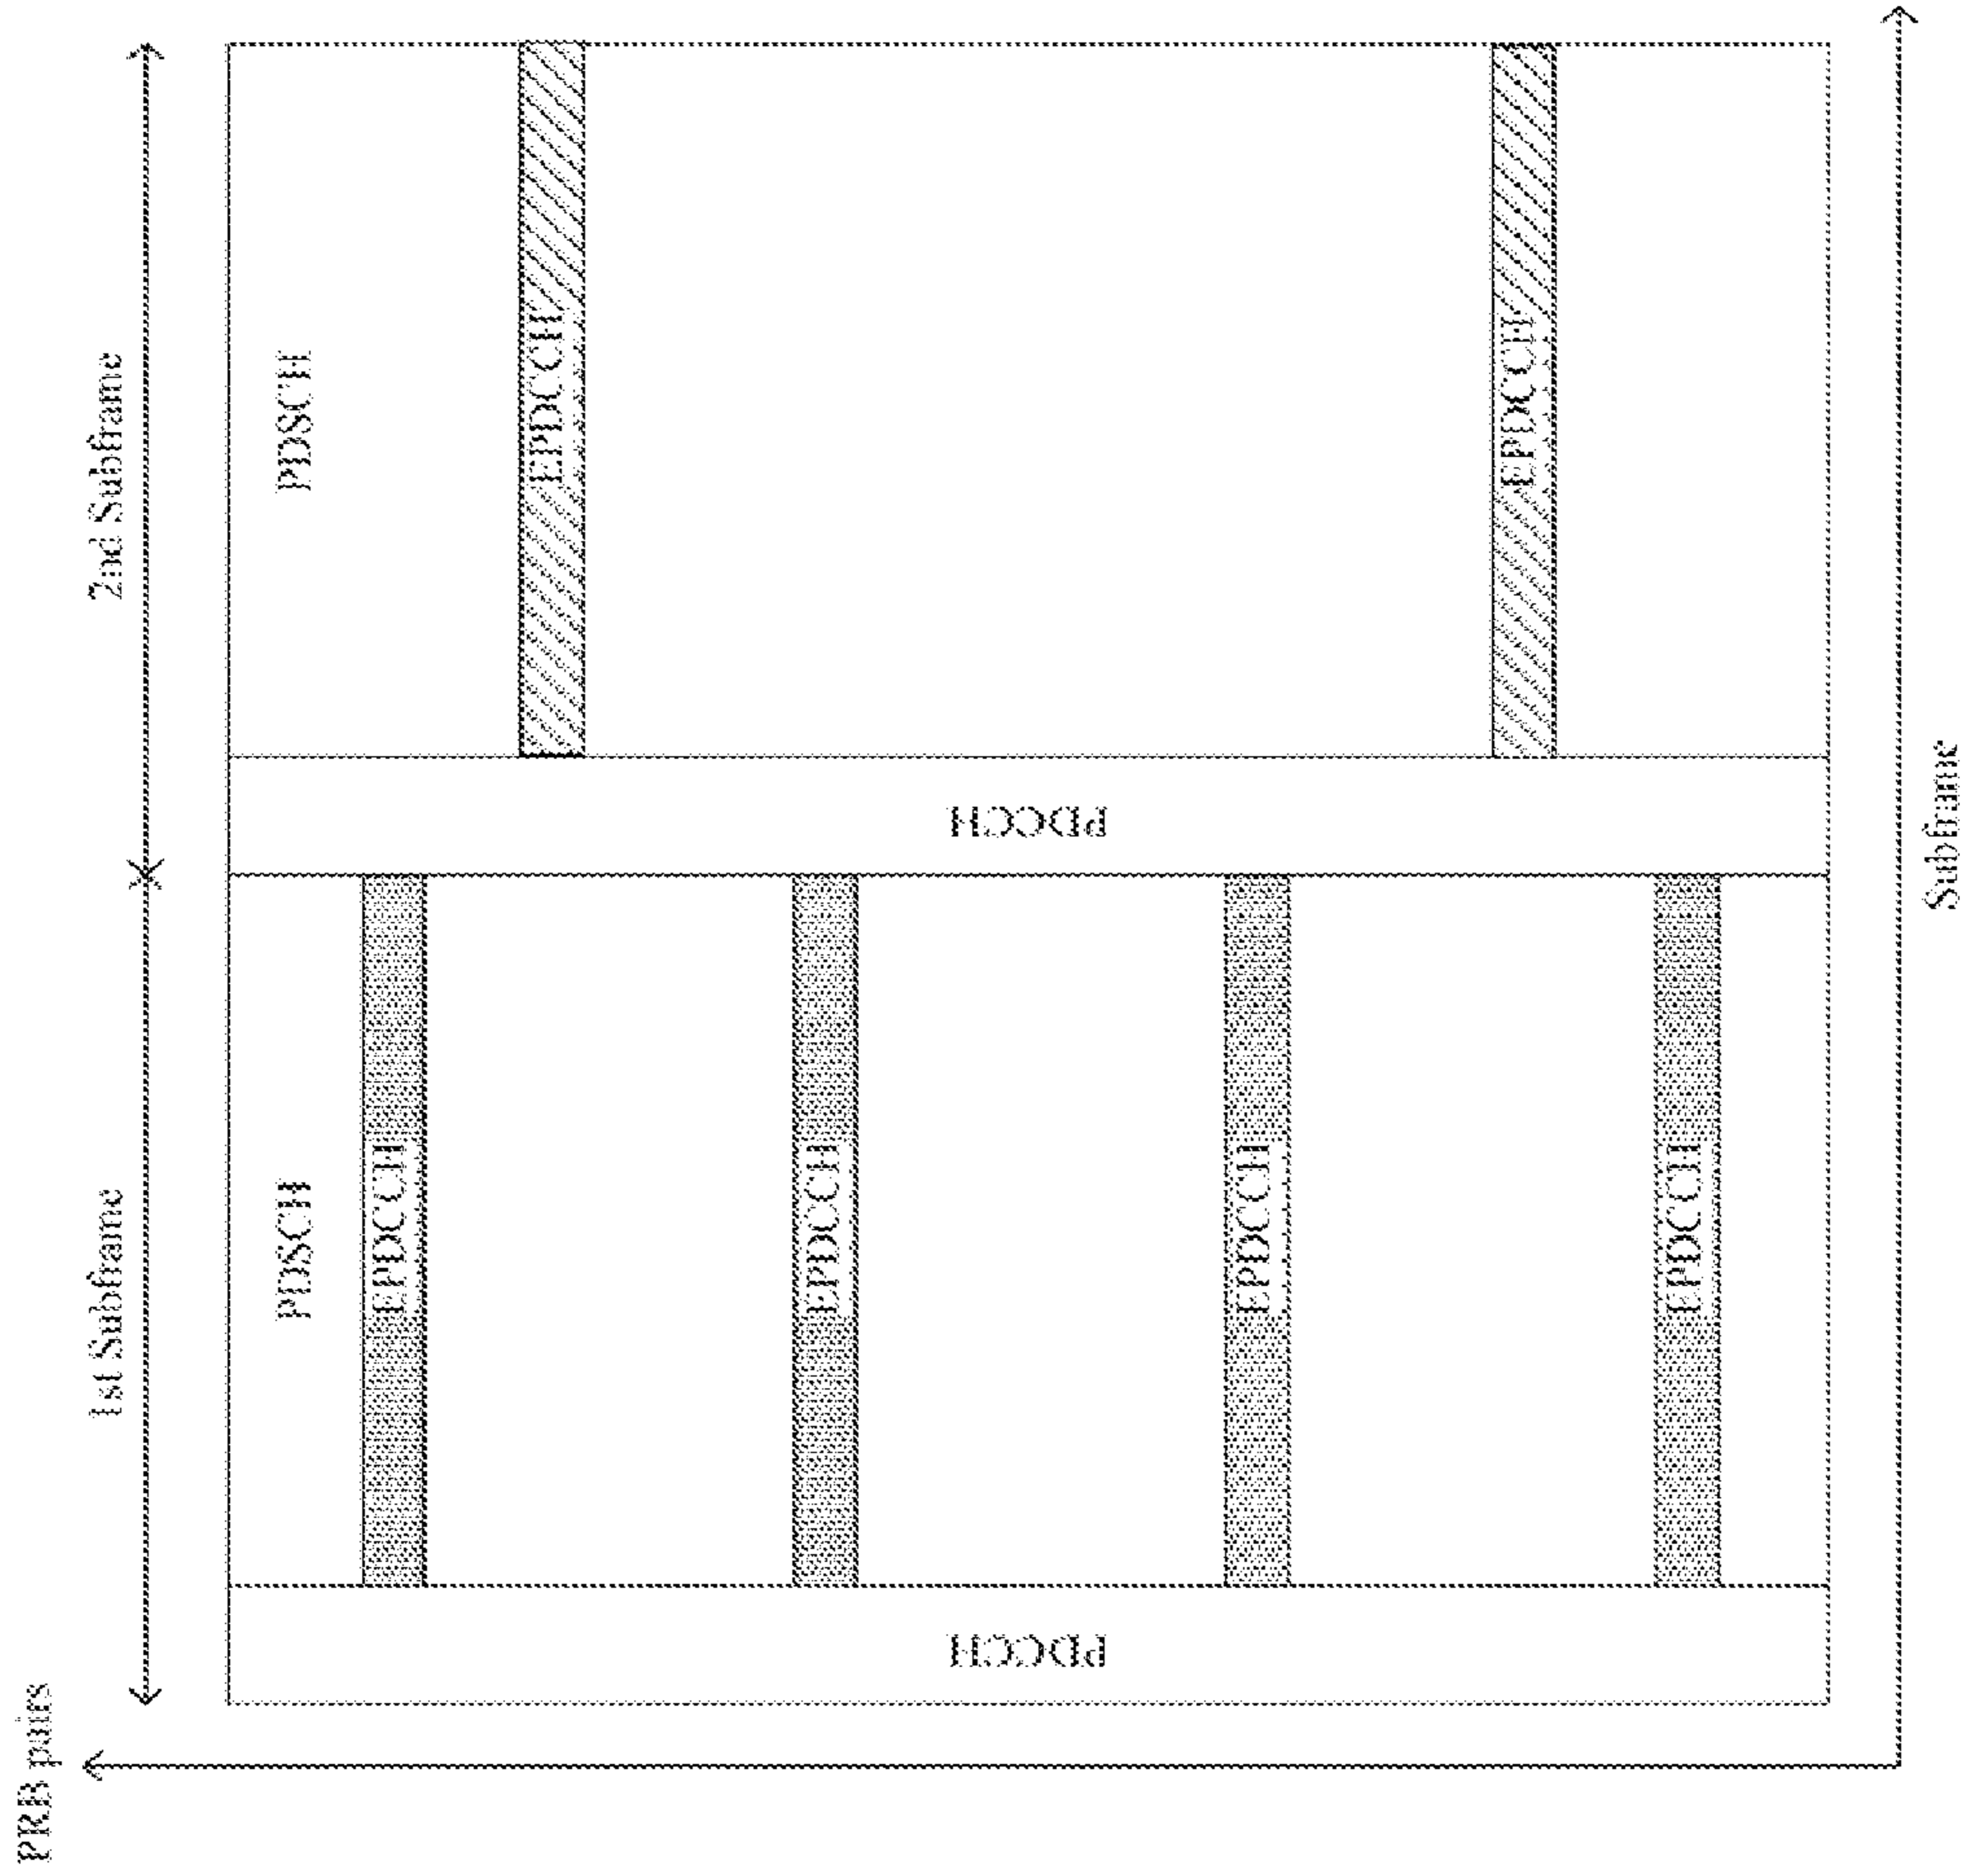 PRB pairs
1st Subframe
2nd Subframe
PDCCH
PDSCH
EPDCCH
EPDCCH
EPDCCH
EPDCCH
PDCCH
PDSCH
EPDCCH
EPDCCH
Subframe